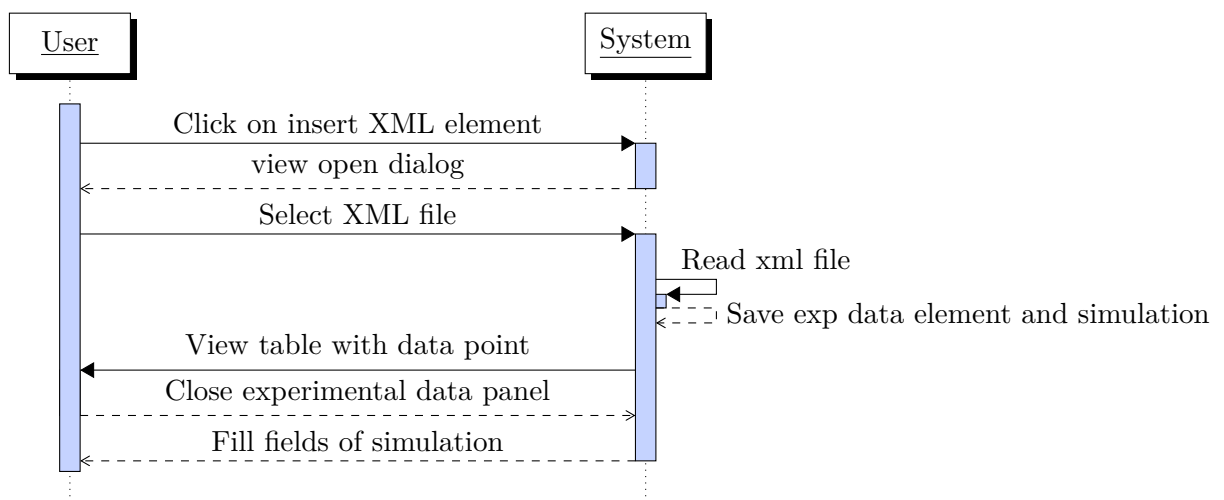 User
System
Click on insert XML element
view open dialog
Select XML file
Read xml file
Save exp data element and simulation
View table with data point
Close experimental data panel
Fill fields of simulation